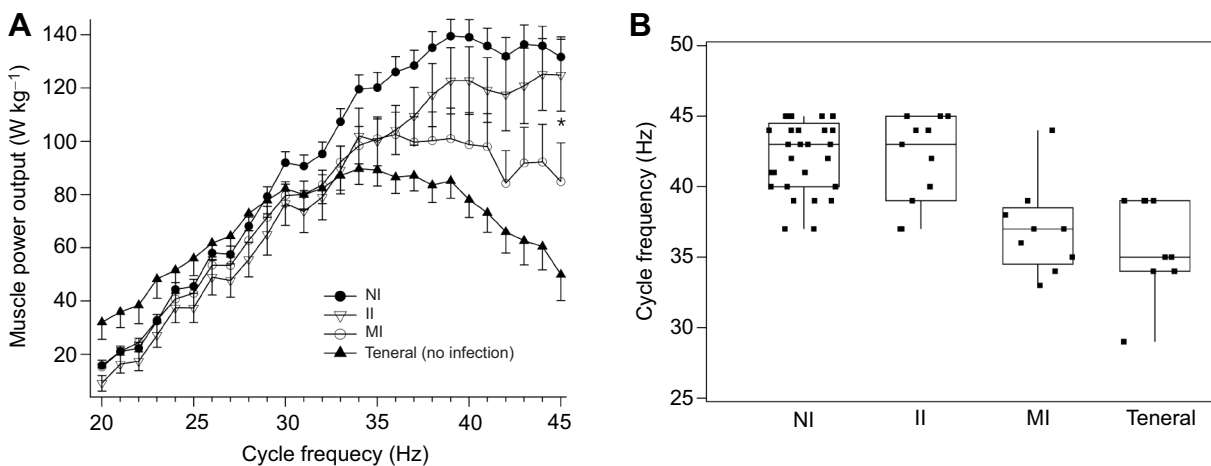 A
Muscle power output (W kg⁻¹)
140
120
100
80
60
40
20
20 25 30 35 40 45
Cycle frequecy (Hz)
NI
II
MI
Teneral (no infection)
*
B
Cycle frequency (Hz)
50
45
40
35
30
25
NI II MI Teneral